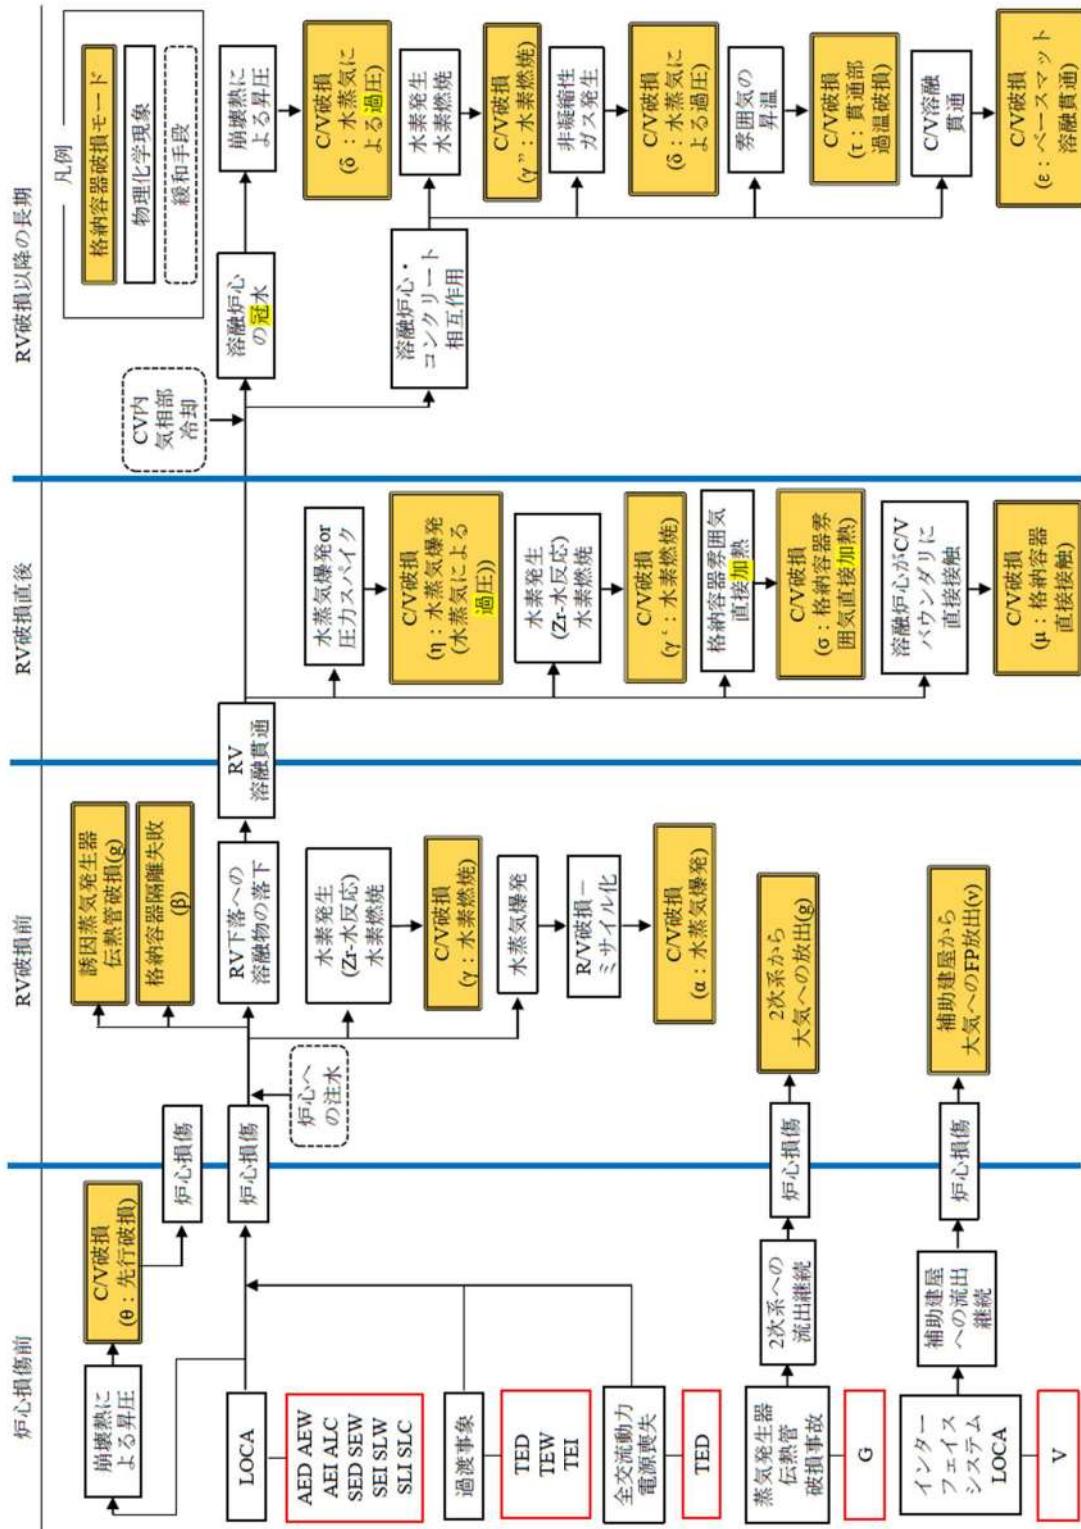 炉心損傷前
RV破損前
RV破損直後
RV破損以降の長期
凡例
格納容器破損モード
物理化学現象
緩和手段
崩壊熱に
よる昇圧
C/V破損
(θ：先行破損)
炉心損傷
LOCA
AED AEW
AEI ALC
SED SEW
SEI SLW
SLI SLC
過渡事象
TED
TEW
TEI
全交流動力
電源喪失
TED
炉心損傷
炉心へ
の注水
蒸気発生器
伝熱管
破損事故
G
2次系への
流出継続
炉心損傷
2次系から
大気への放出(g)
インター
フェイス
システム
LOCA
V
補助建屋
への流出
継続
炉心損傷
補助建屋から
大気へのFP放出(ν)
誘因蒸気発生器
伝熱管破損(g)
格納容器隔離失敗
(β)
RV下落への
溶融物の落下
水素発生
(Zr-水反応)
水素燃焼
C/V破損
(γ：水素燃焼)
水蒸気爆発
R/V破損－
ミサイル化
C/V破損
(α：水蒸気爆発)
RV
溶融貫通
水蒸気爆発or
圧力スパイク
C/V破損
(η：水蒸気爆発
(水蒸気による
過圧))
水素発生
(Zr-水反応)
水素燃焼
C/V破損
(γ‘：水素燃焼)
格納容器雰囲気
直接加熱
C/V破損
(σ：格納容器雰
囲気直接加熱)
溶融炉心がC/V
バウンダリに
直接接触
C/V破損
(μ：格納容器
直接接触)
CV内
気相部
冷却
溶融炉心
の冠水
崩壊熱に
よる昇圧
C/V破損
(δ：水蒸気に
よる過圧)
溶融炉心・
コンクリート
相互作用
水素発生
水素燃焼
C/V破損
(γ”：水素燃焼)
非凝縮性
ガス発生
C/V破損
(δ：水蒸気に
よる過圧)
雰囲気の
昇温
C/V破損
(τ：貫通部
過温破損)
C/V溶融
貫通
C/V破損
(ε：ベースマット
溶融貫通)